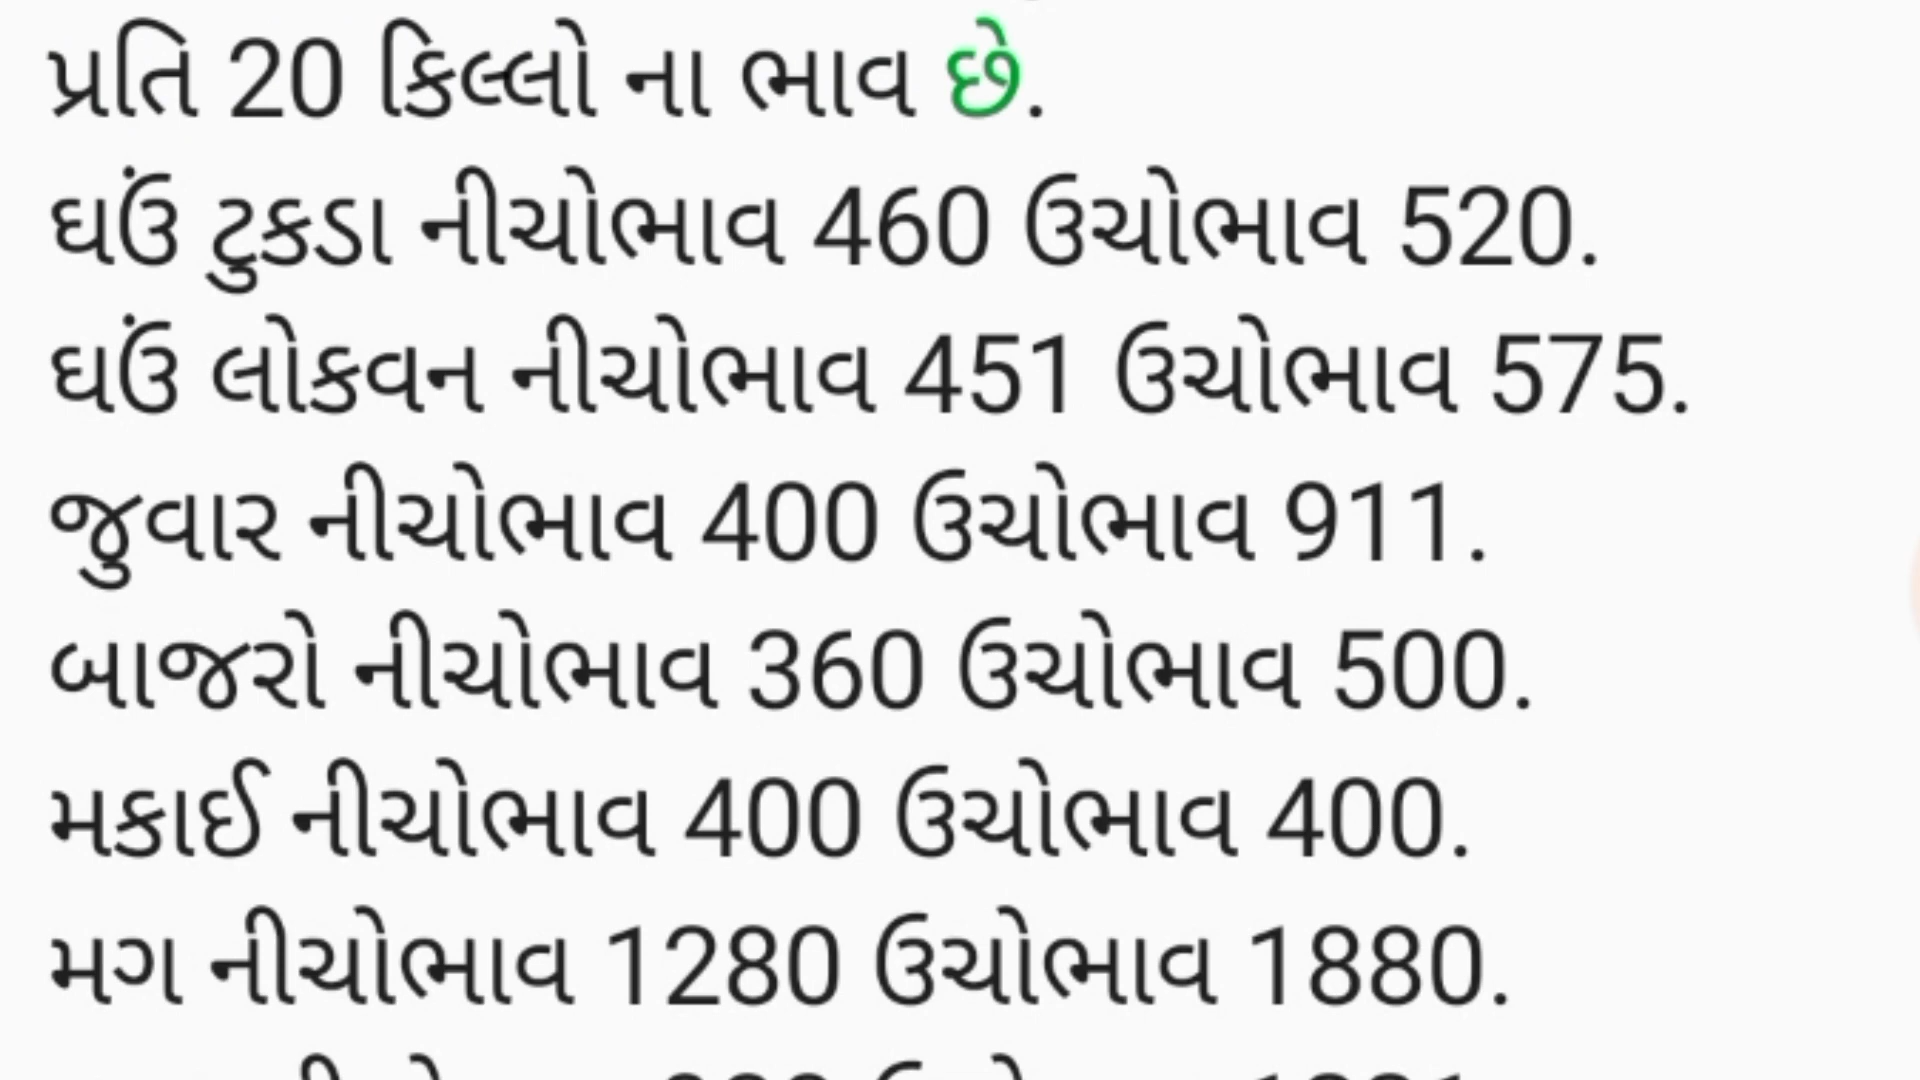 પ્રતિ 20 કિલ્લો ના ભાવ છે.
ઘઉં ટુકડા નીચોભાવ 460 ઉચોભાવ 520.
ઘઉં લોકવન નીચોભાવ 451 ઉચોભાવ 575.
જુવાર નીચોભાવ 400 ઉચોભાવ 911.
બાજરો નીચોભાવ 360 ઉચોભાવ 500.
મકાઈ નીચોભાવ 400 ઉચોભાવ 400.
મગ નીચોભાવ 1280 ઉચોભાવ 1880.